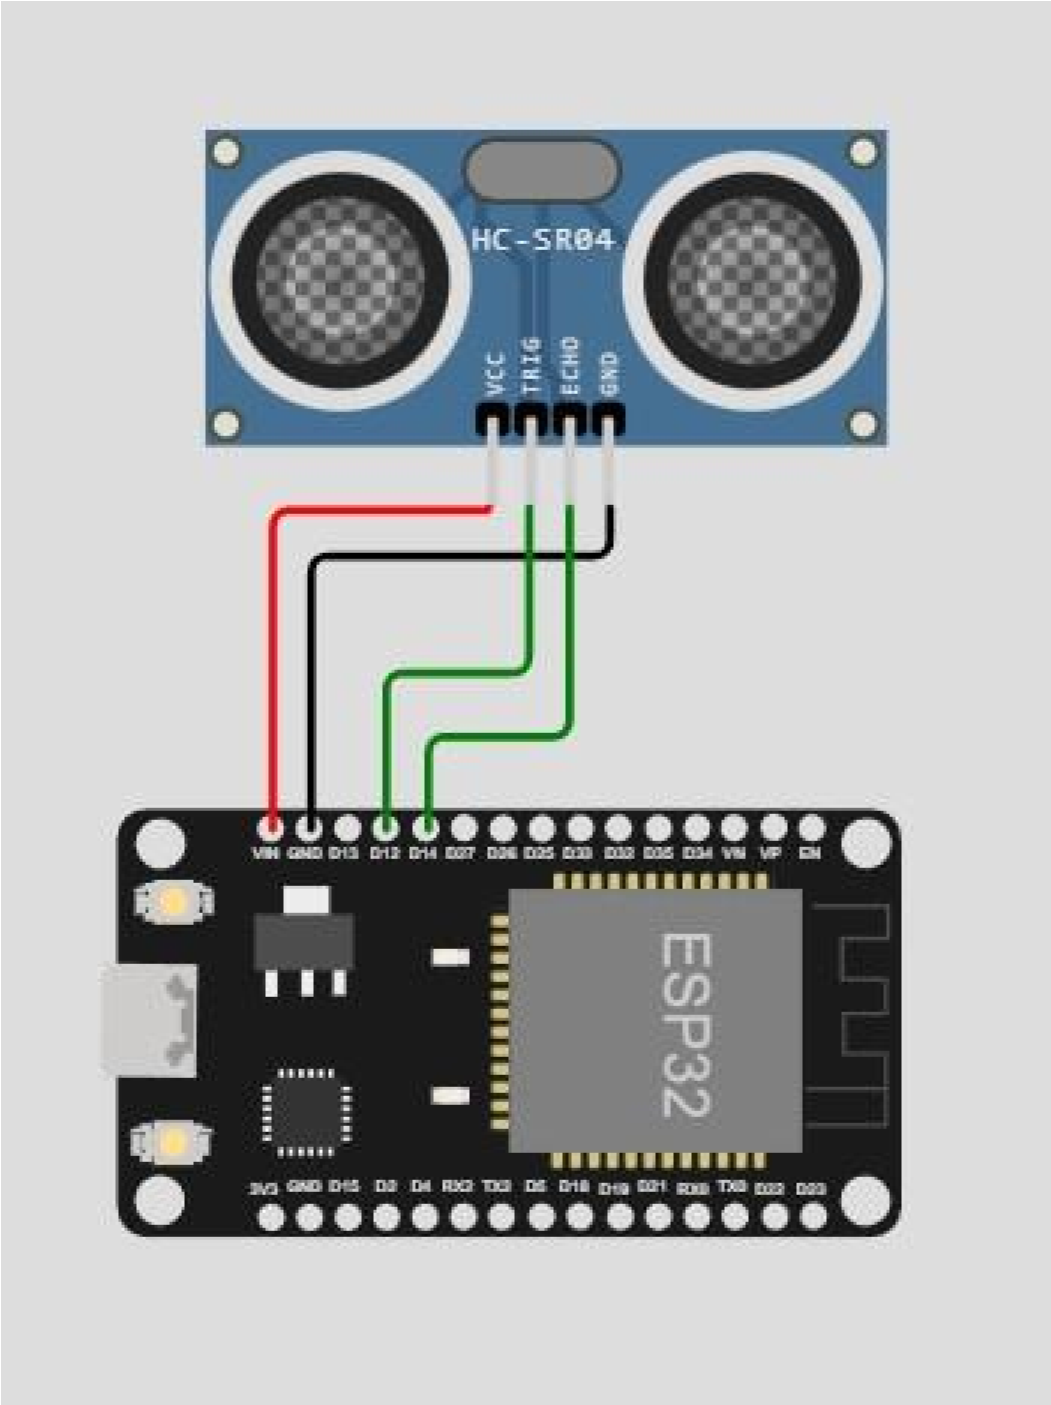 HC-SR04
VCC TRIG ECHO GND
VIN GND D13 D12 D14 D27 D26 D25 D33 D32 D35 D34 VN VP EN
ESP32
3V3 GND D15 D2 D4 RX2 TX2 D5 D18 D19 D21 RX0 TX0 D22 D23